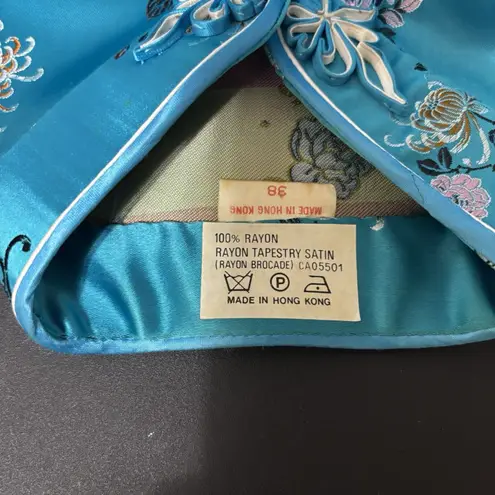 38
MADE IN HONG KONG
100% RAYON
RAYON TAPESTRY SATIN
(RAYON BROCADE) CA05501
P
MADE IN HONG KONG